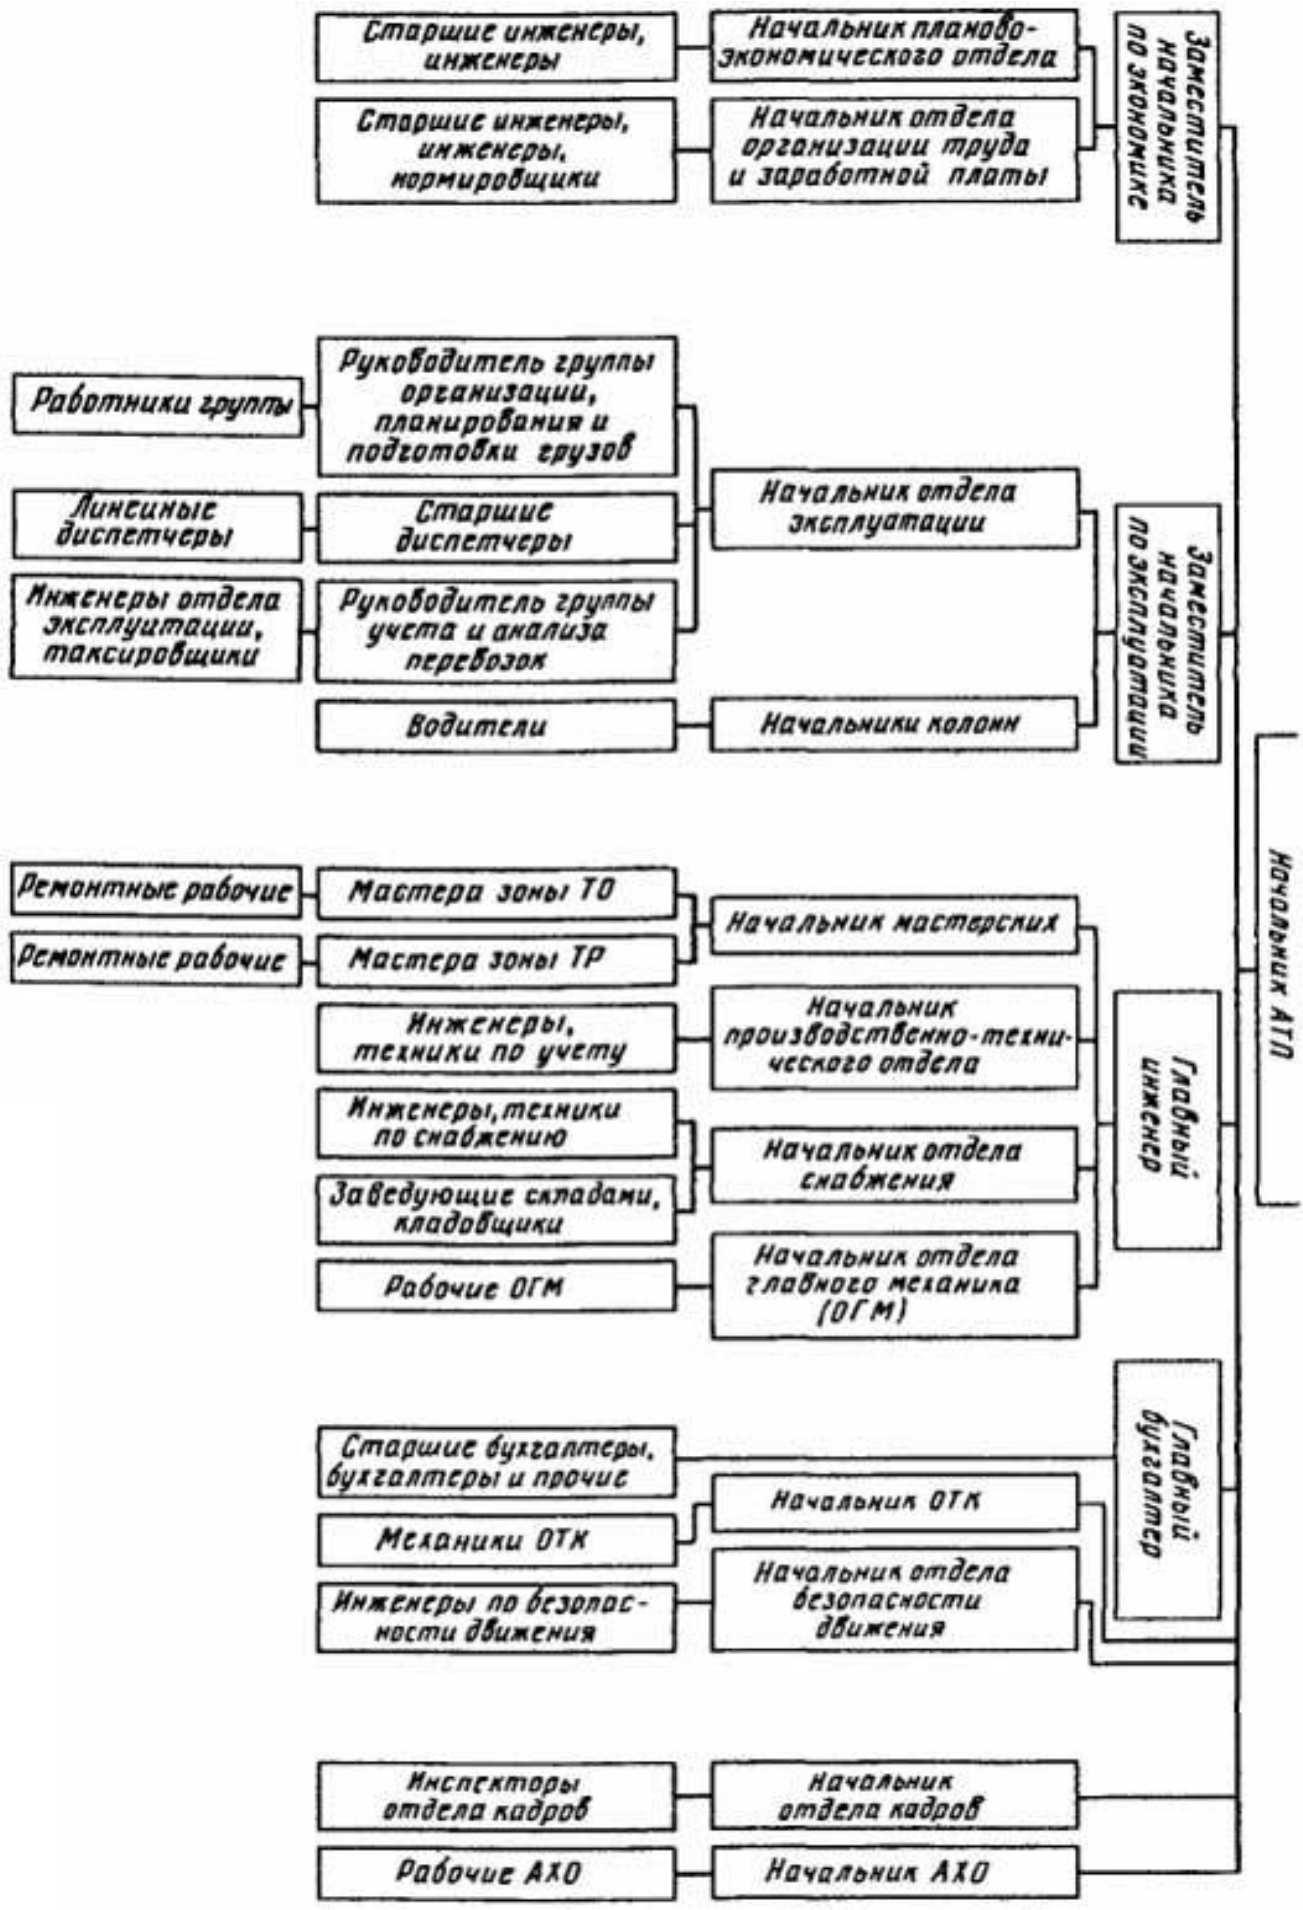 Старшие инженеры,
инженеры
Начальник планово-
экономического отдела
Старшие инженеры,
инженеры,
нормировщики
Начальник отдела
организации труда
и заработной платы
Заместитель
начальника
по экономике
Работники группы
Руководитель группы
организации,
планирования и
подготовки грузов
Линейные
диспетчеры
Старшие
диспетчеры
Начальник отдела
эксплуатации
Инженеры отдела
эксплуатации,
таксировщики
Руководитель группы
учета и анализа
перевозок
Водители
Начальники колонн
Заместитель
начальника
по эксплуатации
Начальник АТП
Ремонтные рабочие
Мастера зоны ТО
Ремонтные рабочие
Мастера зоны ТР
Начальник мастерских
Инженеры,
техники по учету
Начальник
производственно-техни-
ческого отдела
Инженеры, техники
по снабжению
Заведующие складами,
кладовщики
Начальник отдела
снабжения
Рабочие ОГМ
Начальник отдела
главного механика
(ОГМ)
Главный
инженер
Старшие бухгалтеры,
бухгалтеры и прочие
Главный
бухгалтер
Механики ОТК
Начальник ОТК
Инженеры по безопас-
ности движения
Начальник отдела
безопасности
движения
Инспекторы
отдела кадров
Начальник
отдела кадров
Рабочие АХО
Начальник АХО